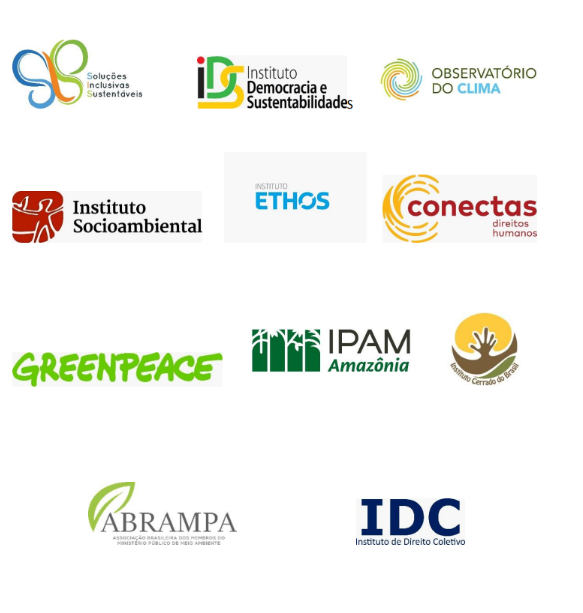 Soluções
Inclusivas
Sustentáveis
iDS
Instituto
Democracia e
Sustentabilidades
OBSERVATÓRIO
DO CLIMA
Instituto
Socioambiental
INSTITUTO
ETHOS
conectas
direitos
humanos
GREENPEACE
IPAM
Amazônia
Instituto Cerrado do Brasil
ABRAMPA
ASSOCIAÇÃO BRASILEIRA DOS MEMBROS DO
MINISTÉRIO PÚBLICO DE MEIO AMBIENTE
IDC
Instituto de Direito Coletivo